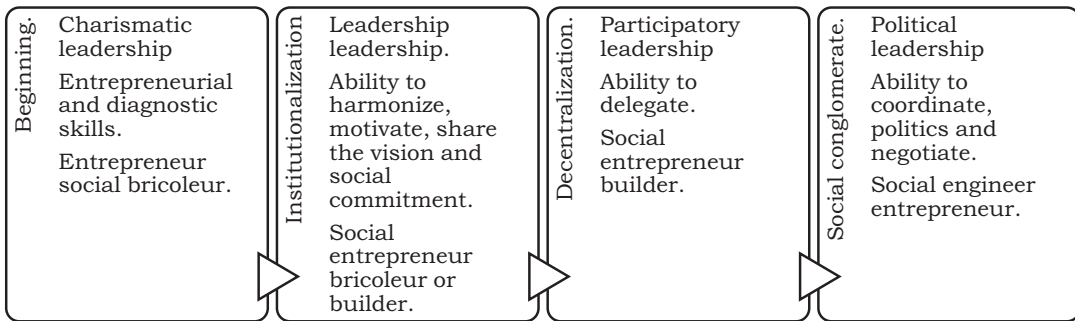 Beginning.
Charismatic
leadership
Entrepreneurial
and diagnostic
skills.
Entrepreneur
social bricoleur.
Institutionalization
Leadership
leadership.
Ability to
harmonize,
motivate, share
the vision and
social
commitment.
Social
entrepreneur
bricoleur or
builder.
Decentralization.
Participatory
leadership
Ability to
delegate.
Social
entrepreneur
builder.
Social conglomerate.
Political
leadership
Ability to
coordinate,
politics and
negotiate.
Social engineer
entrepreneur.